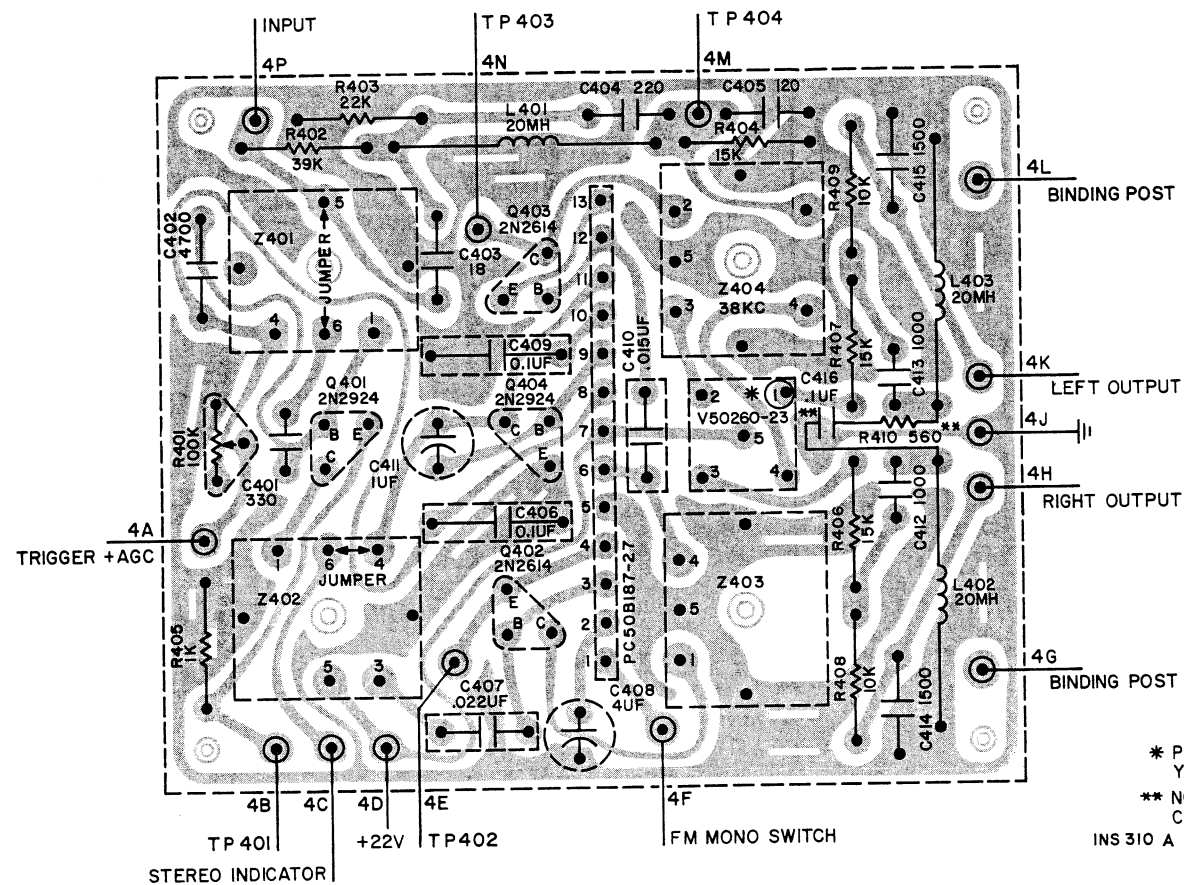 INPUT
TP403
TP404
4P
4N
4M
R403
22K
C404 220
C405 120
L401
20MH
R402
39K
R404
15K
4L
BINDING POST
R409
10K
C415 1500
C402
4700
Z401
5
JUMPER
4
6
1
C403
18
Q403
2N2614
C
E
B
13
12
11
10
9
8
7
6
5
4
3
2
1
PC50B187-27
2
1
5
3
4
Z404
38KC
L403
20MH
R407
15K
C413 1000
4K
LEFT OUTPUT
C409
0.1UF
C410
.015UF
R401
100K
C401
330
Q401
2N2924
B
E
C
C411
1UF
Q404
2N2924
C
B
E
2
*
1
V50260-23
5
3
4
C416
.1UF
**
R410 560
**
4J
4H
RIGHT OUTPUT
4A
TRIGGER +AGC
C406
0.1UF
R406
15K
C412 1000
1
6
4
JUMPER
Z402
5
3
Q402
2N2614
E
B
C
4
5
1
Z403
L402
20MH
R405
1K
R408
10K
C414 1500
4G
BINDING POST
C407
.022UF
C408
4UF
4B
4C
4D
4E
4F
TP401
+22V
TP402
FM MONO SWITCH
STEREO INDICATOR
* P
Y
** N
C
INS 310 A